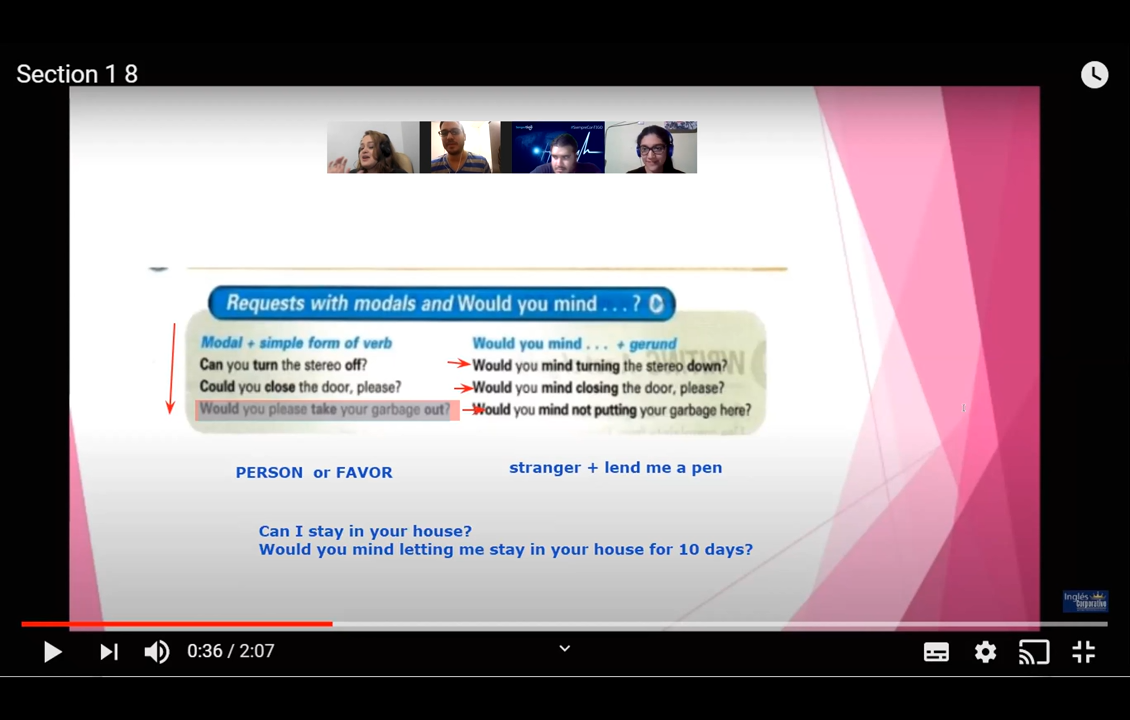 Section 1 8
Requests with modals and Would you mind . . . ?
Modal + simple form of verb
Can you turn the stereo off?
Could you close the door, please?
Would you please take your garbage out?
Would you mind . . . + gerund
Would you mind turning the stereo down?
Would you mind closing the door, please?
Would you mind not putting your garbage here?
PERSON or FAVOR
stranger + lend me a pen
Can I stay in your house?
Would you mind letting me stay in your house for 10 days?
Inglés
Corporativo
0:36 / 2:07